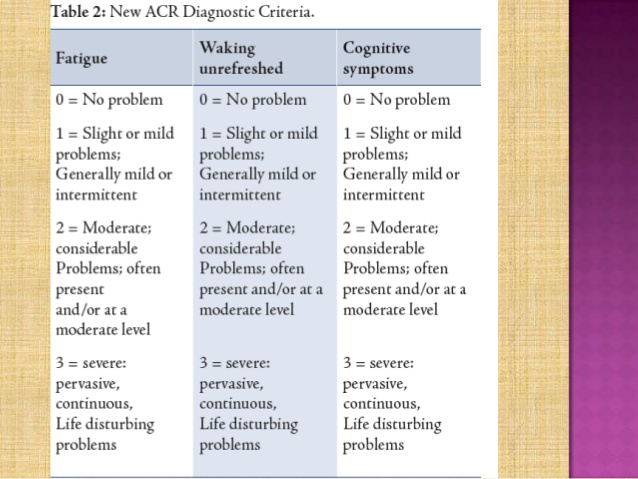 Table 2: New ACR Diagnostic Criteria.
Fatigue
Waking
unrefreshed
Cognitive
symptoms
0 = No problem
1 = Slight or mild
problems;
Generally mild or
intermittent
2 = Moderate;
considerable
Problems; often
present
and/or at a
moderate level
3 = severe:
pervasive,
continuous,
Life disturbing
problems
0 = No problem
1 = Slight or mild
problems;
Generally mild or
intermittent
2 = Moderate;
considerable
Problems; often
present and/or at a
moderate level
3 = severe:
pervasive,
continuous,
Life disturbing
problems
0 = No problem
1 = Slight or mild
problems;
Generally mild or
intermittent
2 = Moderate;
considerable
Problems; often
present and/or at a
moderate level
3 = severe:
pervasive,
continuous,
Life disturbing
problems